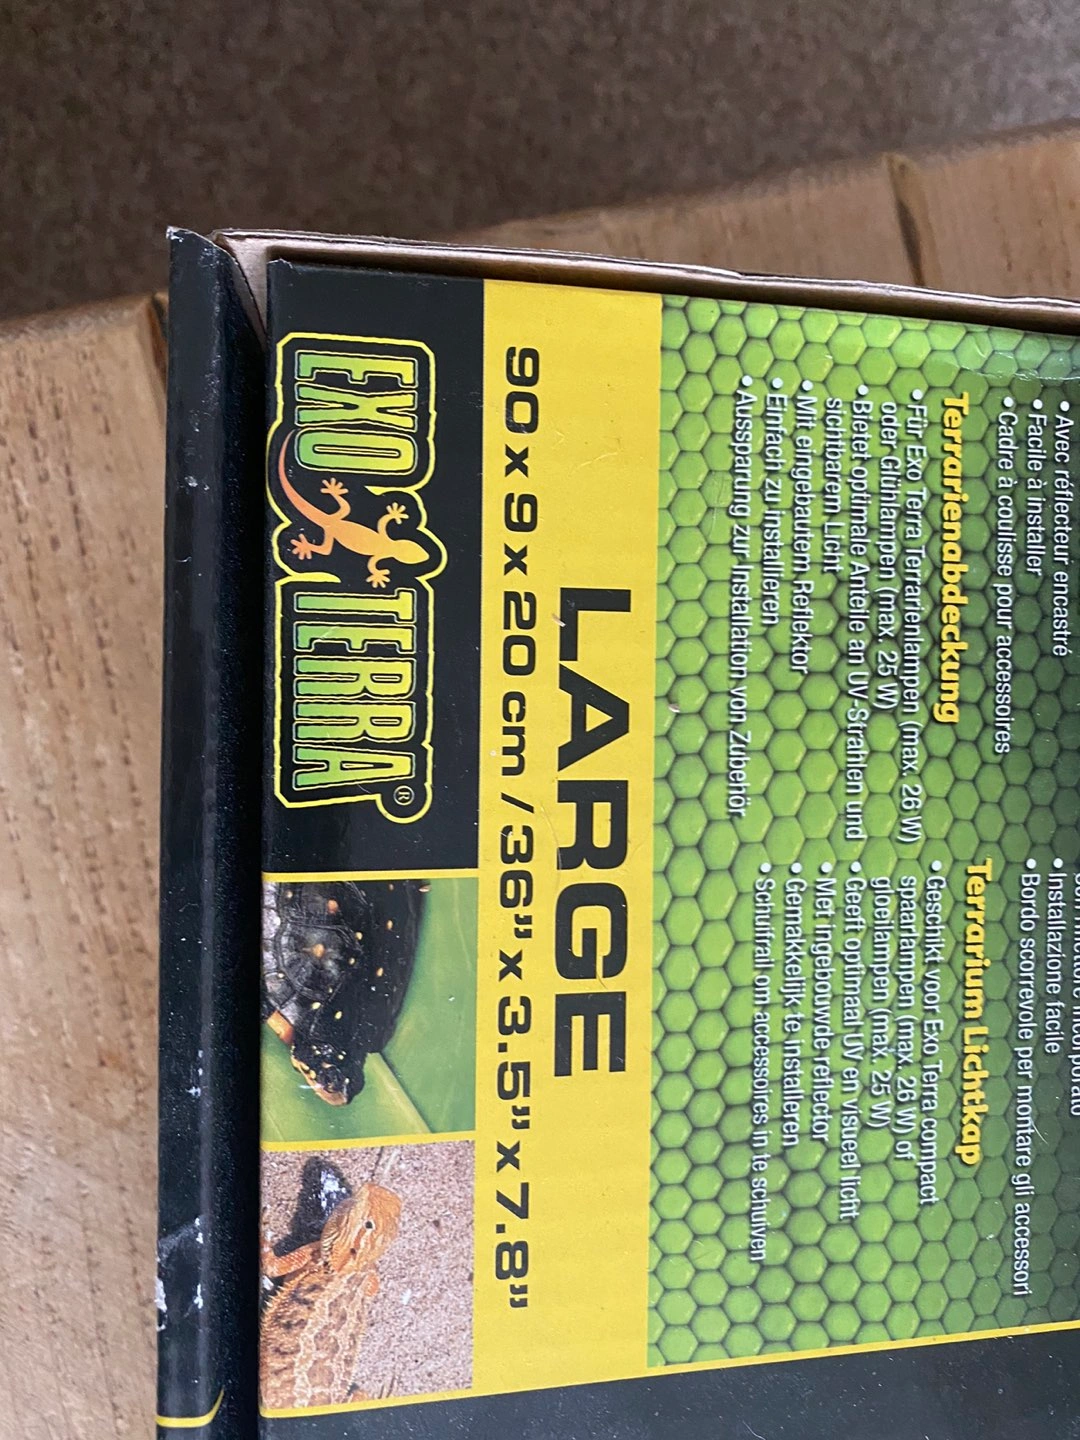 Avec réflecteur encastré
• Facile à installer
• Cadre à coulisse pour accessoires
Terrarienabdeckung
• Für Exo Terra Terrarienlampen (max. 26 W)
oder Glühlampen (max. 25 W)
• Bietet optimale Anteile an UV-Strahlen und
sichtbarem Licht
• Mit eingebautem Reflektor
• Einfach zu installieren
• Aussparung zur Installation von Zubehör
• Installazione facile
• Bordo scorrevole per montare gli accessori
Terrarium Lichtkap
• Geschikt voor Exo Terra compact
spaarlampen (max. 26 W) of
gloeilampen (max. 25 W)
• Geeft optimaal UV en visueel licht
• Met ingebouwde reflector
• Gemakkelijk te installeren
• Schuifrail om accessoires in te schuiven
LARGE
90 x 9 x 20 cm / 36” x 3.5” x 7.8”
EXO TERRA®